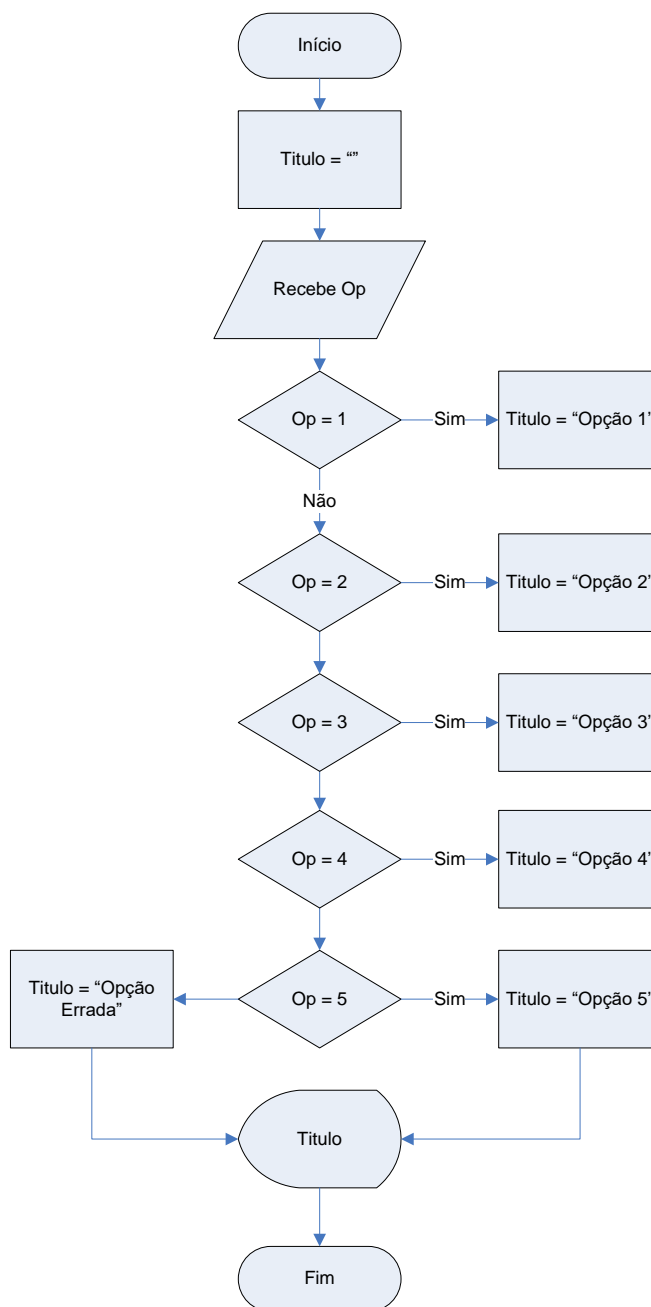 Início
Titulo = “”
Recebe Op
Op = 1
Sim
Titulo = “Opção 1”
Não
Op = 2
Sim
Titulo = “Opção 2”
Op = 3
Sim
Titulo = “Opção 3”
Op = 4
Sim
Titulo = “Opção 4”
Titulo = “Opção
Errada”
Op = 5
Sim
Titulo = “Opção 5”
Titulo
Fim